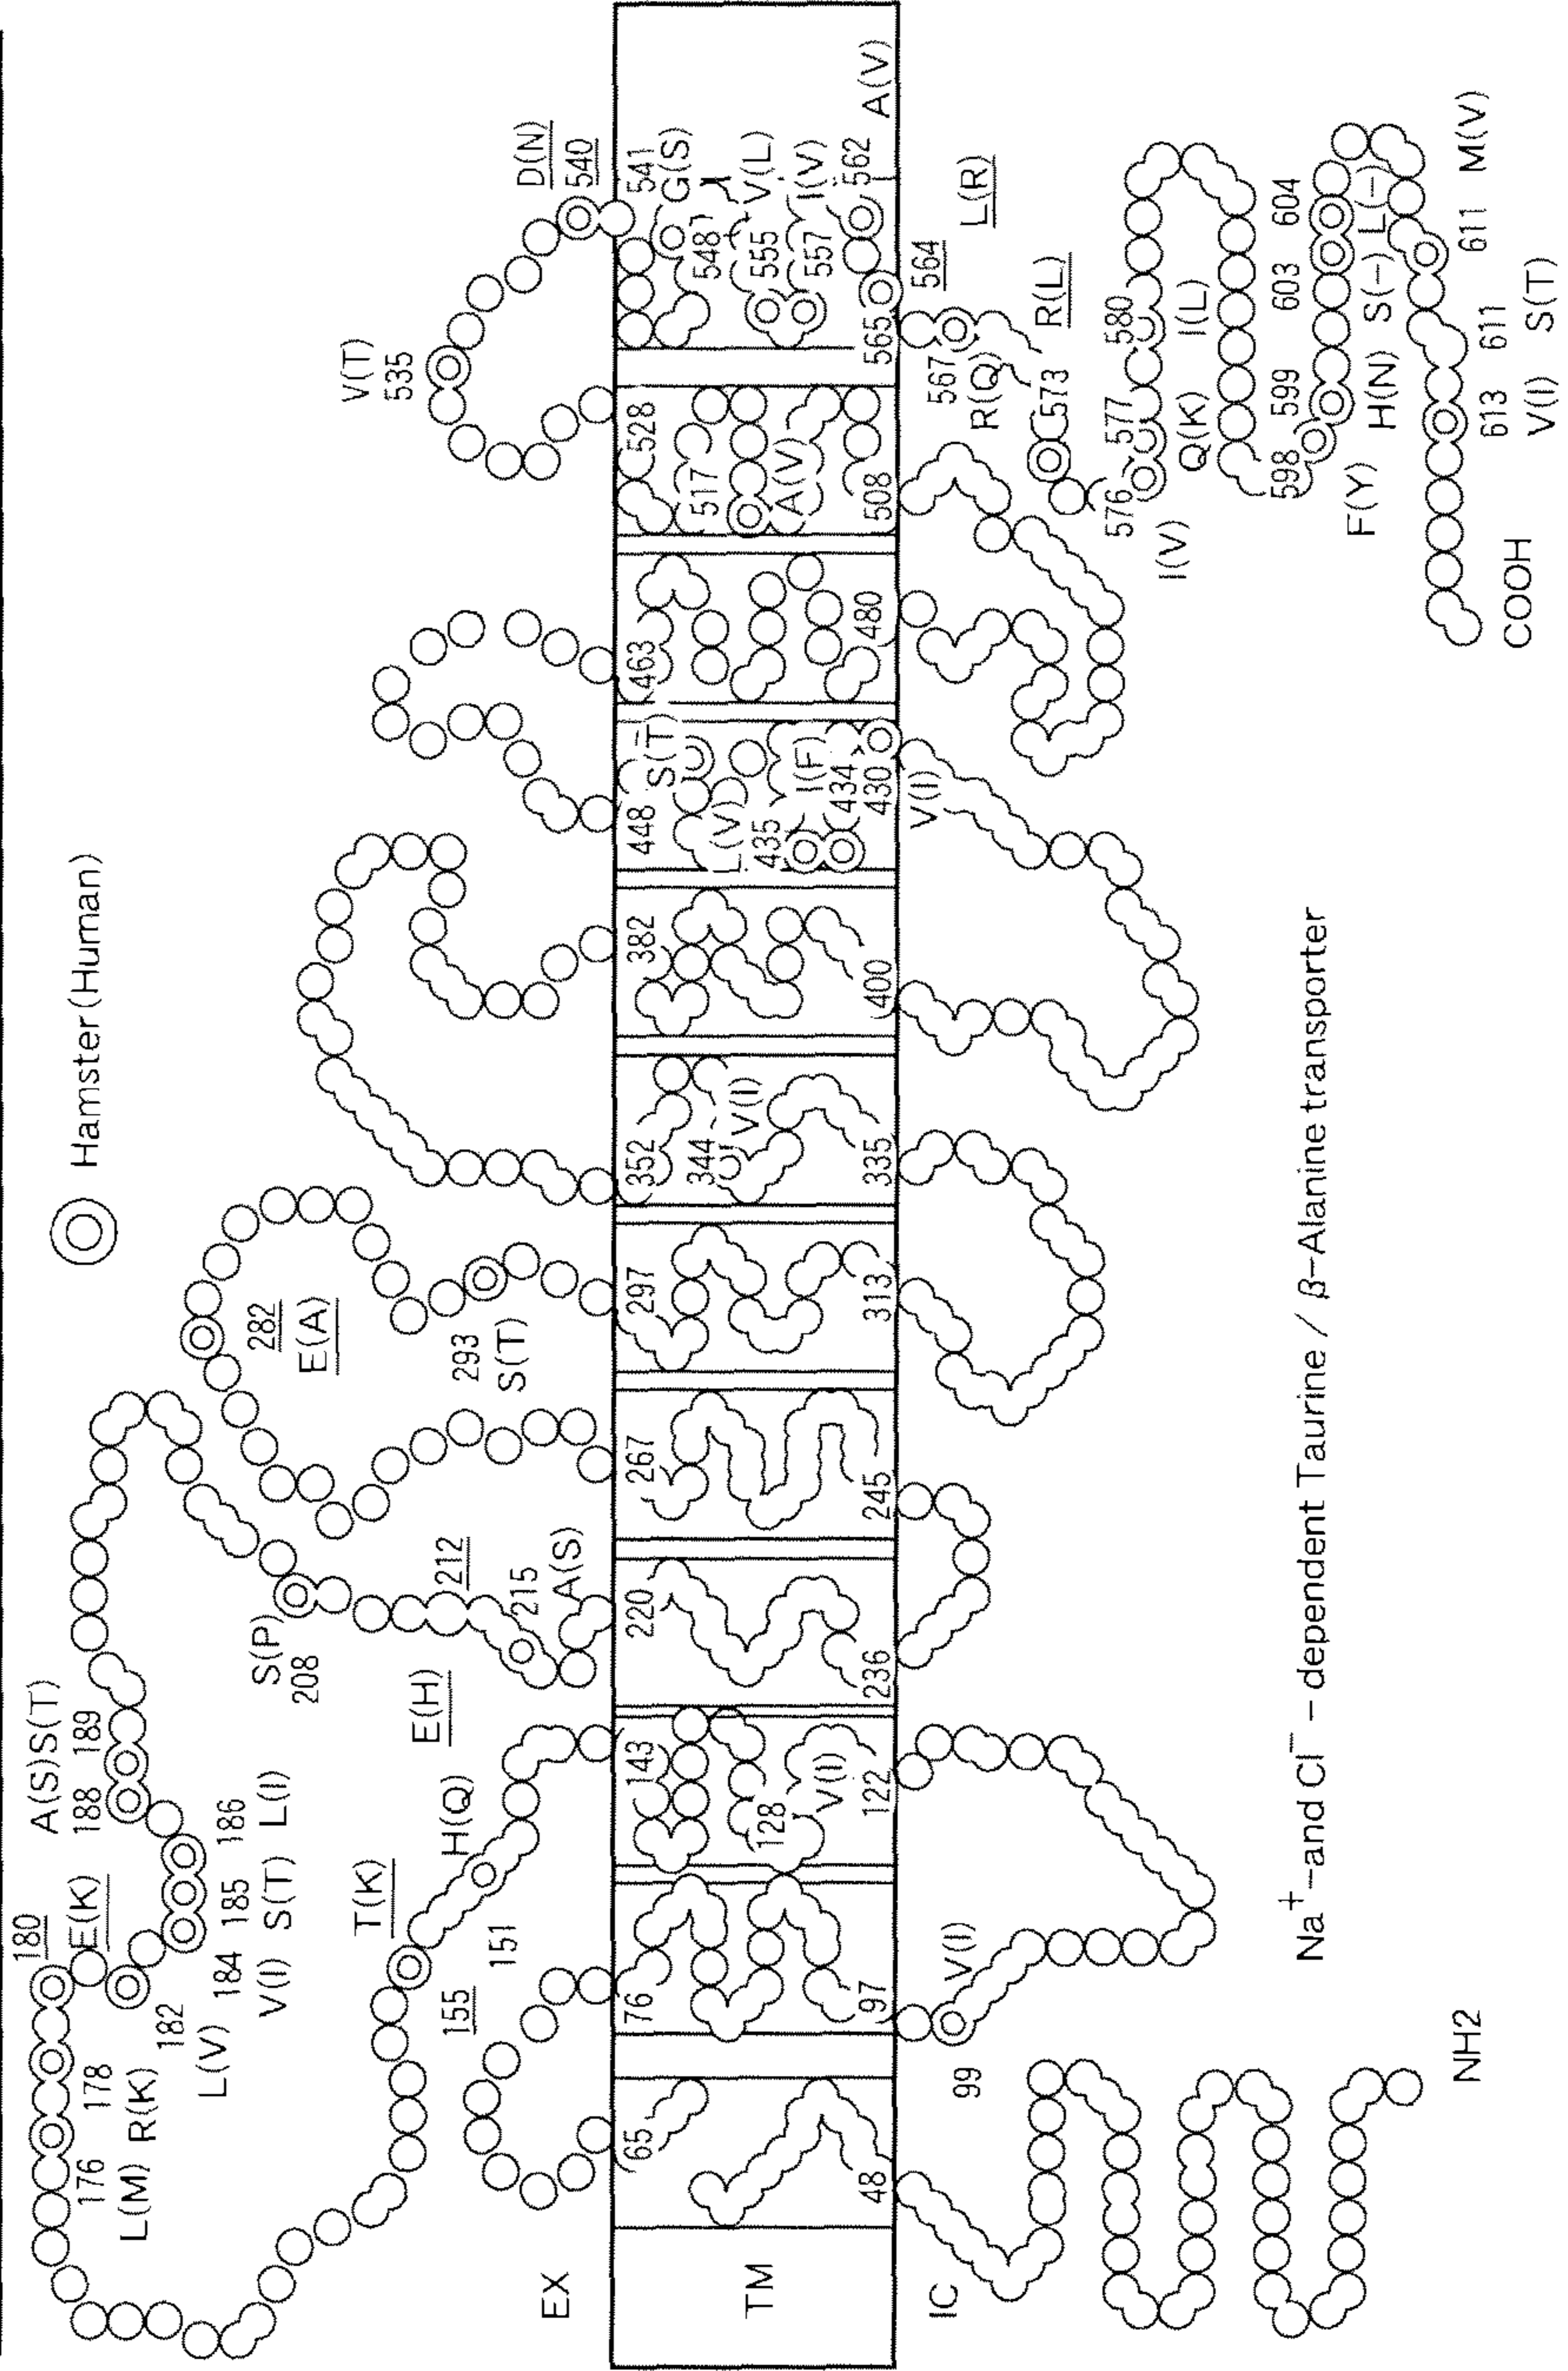 Hamster (Human)
180
E(K)
A(S)S(T)
188 189
176
178
L(M) R(K)
182
L(V)
184 185 186
V(I) S(T) L(I)
S(P)
208
282
E(A)
293
S(T)
V(T)
535
D(N)
540
T(K)
155
H(Q)
151
E(H)
212
215
A(S)
EX
65
76
143
220
267
297
352
382
448
S(T)
463
528
541
G(S)
TM
128
V(I)
344
V(I)
L(V)
435
I(F)
434
430
517
A(V)
548
V(L)
555
I(V)
557
562
A(V)
48
97
122
236
245
313
335
400
480
508
565
IC
99
V(I)
V(I)
564
L(R)
567
R(Q)
R(L)
573
576
577
580
I(V)
Q(K)
I(L)
598 599 603 604
F(Y)
H(N) S(-) L(-)
613 611 611
V(I) S(T) M(V)
COOH
NH2
Na⁺-and Cl⁻ -dependent Taurine / β-Alanine transporter